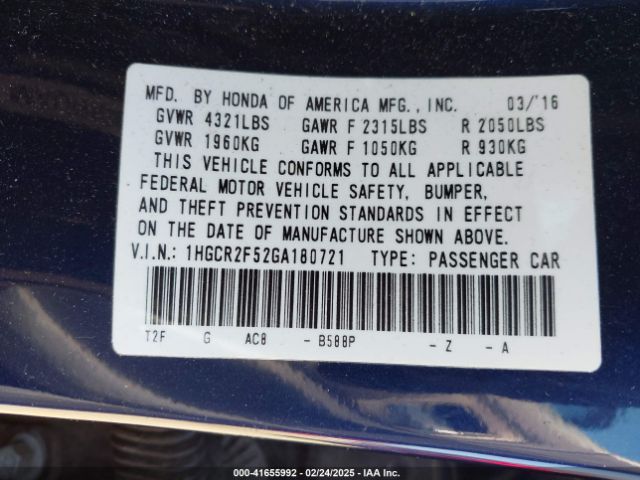 MFD. BY HONDA OF AMERICA MFG., INC. 03/'16
GVWR 4321LBS GAWR F 2315LBS R 2050LBS
GVWR 1960KG GAWR F 1050KG R 930KG
THIS VEHICLE CONFORMS TO ALL APPLICABLE
FEDERAL MOTOR VEHICLE SAFETY, BUMPER,
AND THEFT PREVENTION STANDARDS IN EFFECT
ON THE DATE OF MANUFACTURE SHOWN ABOVE.
V.I.N.: 1HGCR2F52GA180721 TYPE: PASSENGER CAR
T2F G AC8 - B588P - Z - A
000-41655992 - 02/24/2025 - IAA Inc.